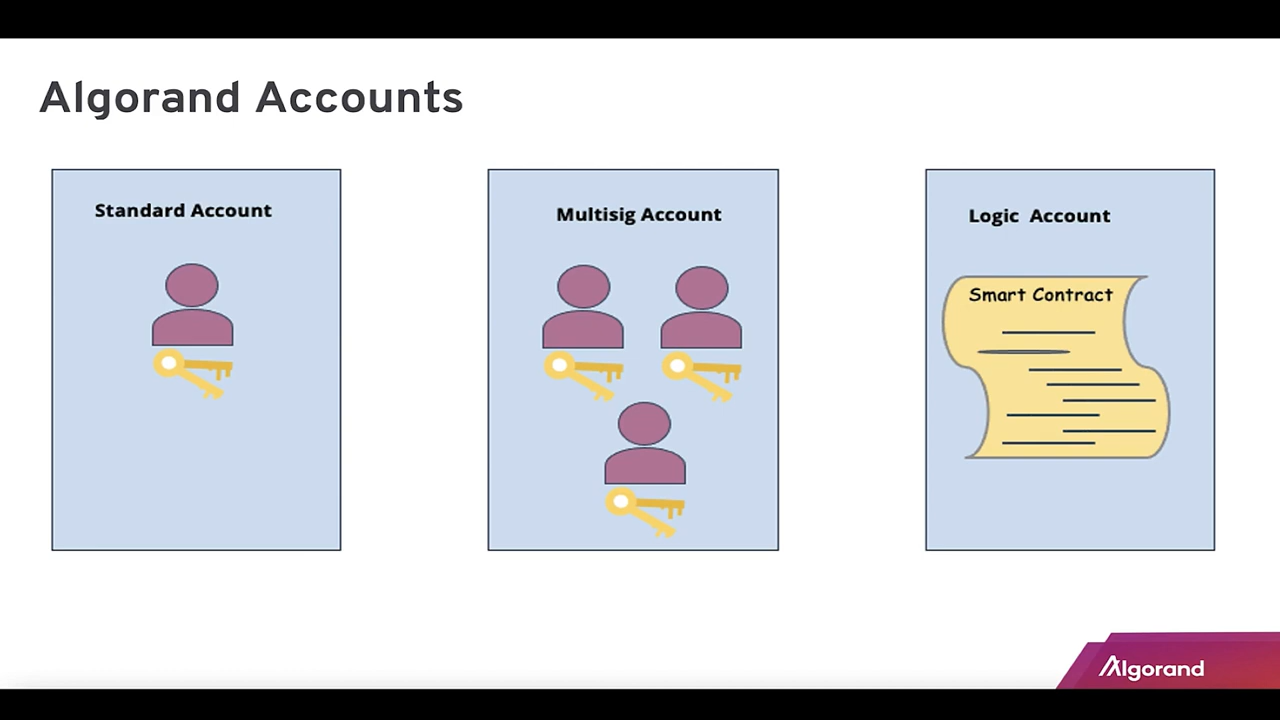 Algorand Accounts
Standard Account
Multisig Account
Logic Account
Smart Contract
Algorand